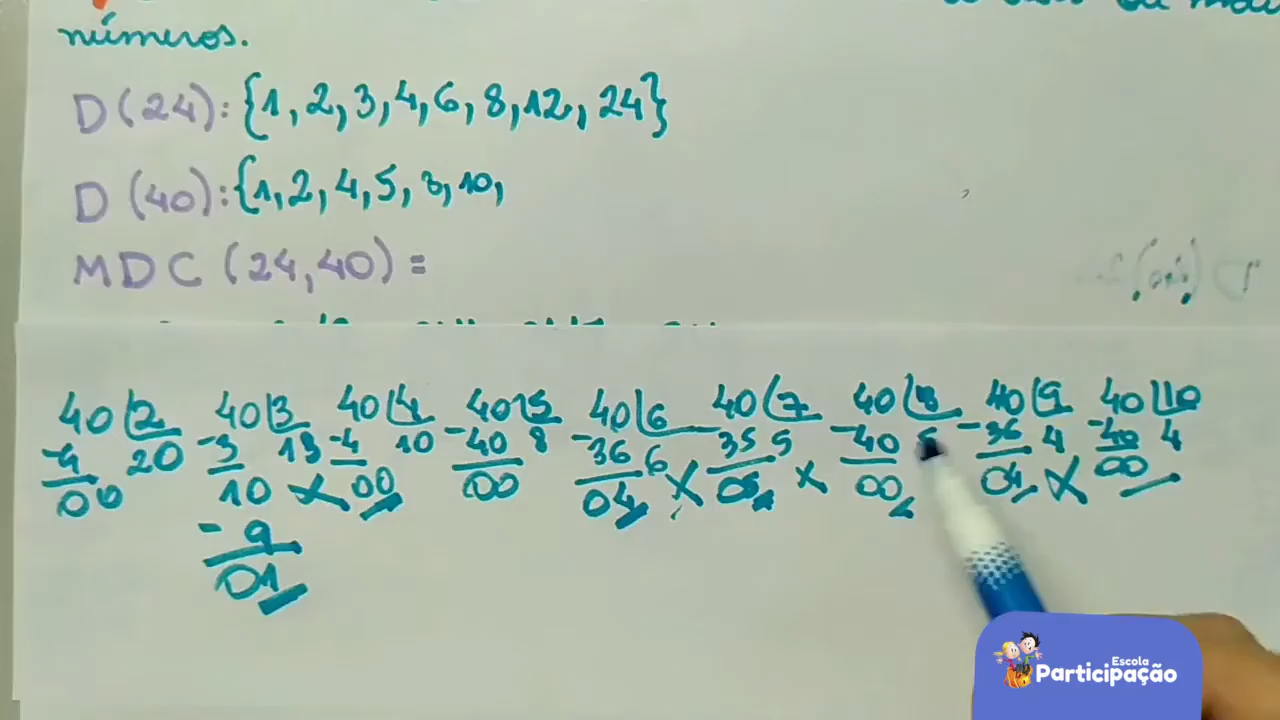 números.
D(24): {1, 2, 3, 4, 6, 8, 12, 24}
D(40): {1, 2, 4, 5, 8, 10,
MDC (24,40) =
40 2 40 3 40 4 40 5 40 6 40 7 40 8 40 9 40 10
-4 20 -3 13 -4 10 -40 8 -36 6 -35 5 -40 5 -36 4 -40 4
00 10 X 00 00 04 X 05 X 00 04 X 00
-9
01
Escola
Participação